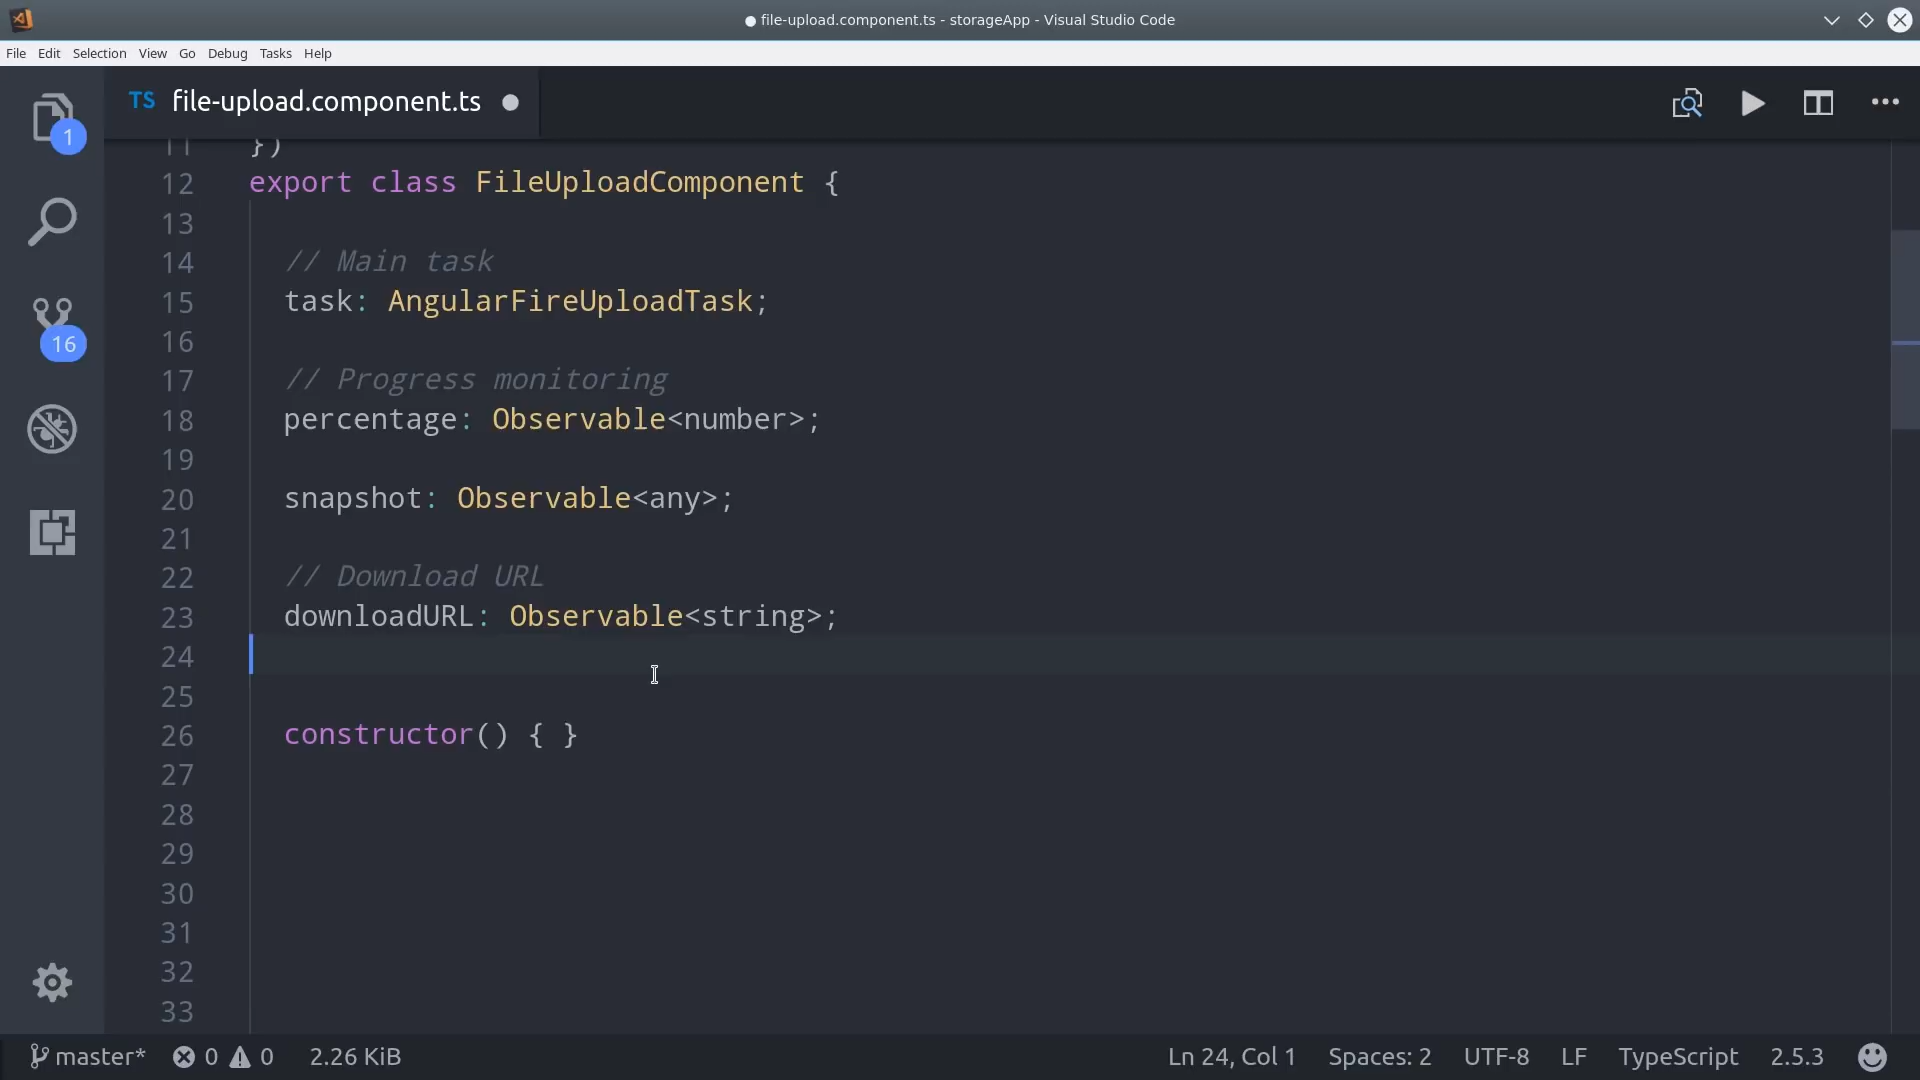 ● file-upload.component.ts - storageApp - Visual Studio Code
File Edit Selection View Go Debug Tasks Help
1
16
TS file-upload.component.ts ●
11 })
12 export class FileUploadComponent {
13
14 // Main task
15 task: AngularFireUploadTask;
16
17 // Progress monitoring
18 percentage: Observable<number>;
19
20 snapshot: Observable<any>;
21
22 // Download URL
23 downloadURL: Observable<string>;
24
25
26 constructor() { }
27
28
29
30
31
32
33
master* 0 0 2.26 KiB Ln 24, Col 1 Spaces: 2 UTF-8 LF TypeScript 2.5.3